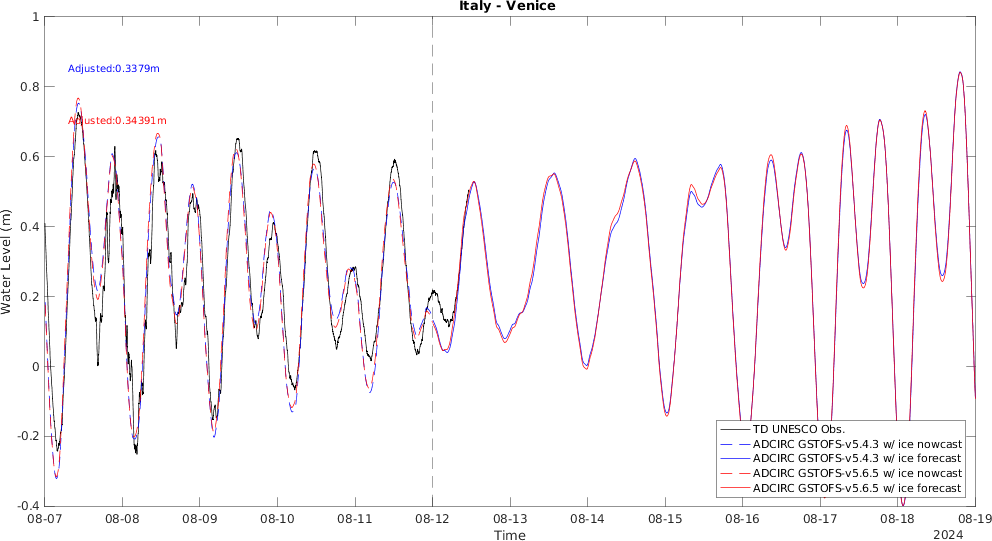 Italy - Venice
Adjusted:0.3379m
Adjusted:0.34391m
Water Level (m)
1
0.8
0.6
0.4
0.2
0
-0.2
-0.4
TD UNESCO Obs.
ADCIRC GSTOFS-v5.4.3 w/ ice nowcast
ADCIRC GSTOFS-v5.4.3 w/ ice forecast
ADCIRC GSTOFS-v5.6.5 w/ ice nowcast
ADCIRC GSTOFS-v5.6.5 w/ ice forecast
08-07 08-08 08-09 08-10 08-11 08-12 08-13 08-14 08-15 08-16 08-17 08-18 08-19
Time
2024